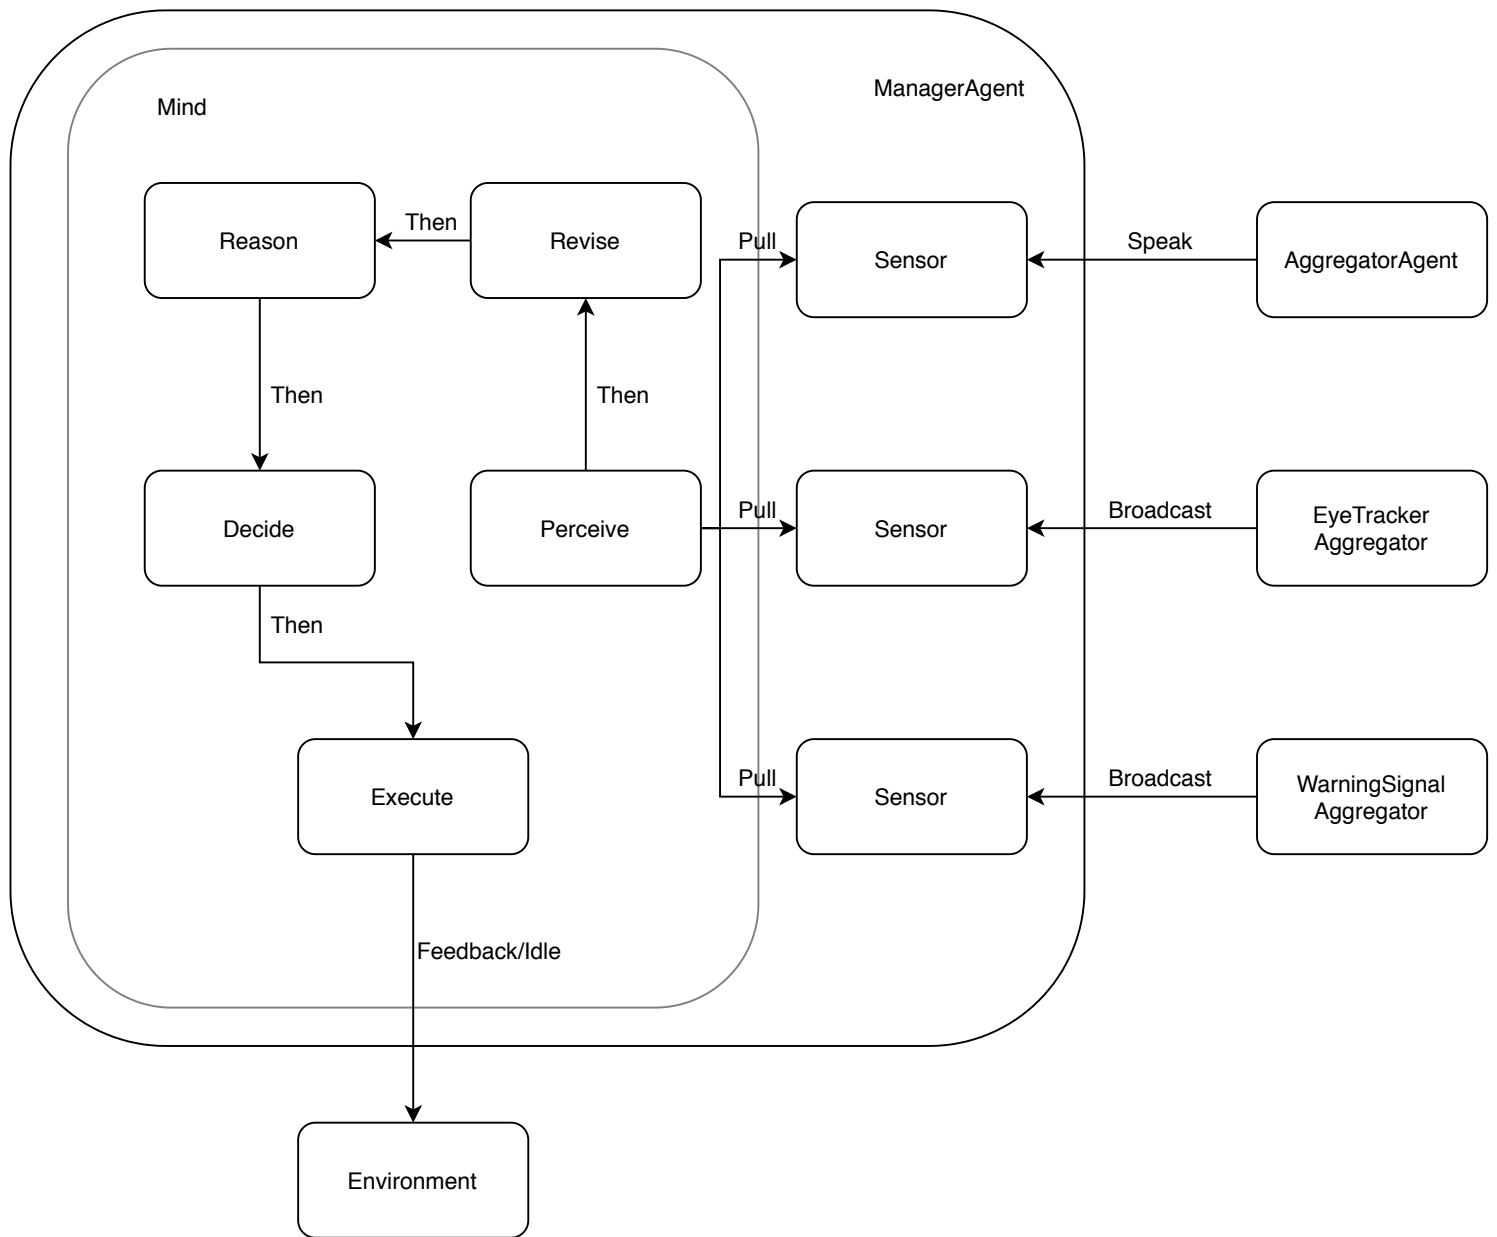 ManagerAgent
Mind
Reason
Then
Revise
Pull
Sensor
Speak
AggregatorAgent
Then
Then
Decide
Perceive
Pull
Sensor
Broadcast
EyeTracker
Aggregator
Then
Execute
Pull
Sensor
Broadcast
WarningSignal
Aggregator
Feedback/Idle
Environment